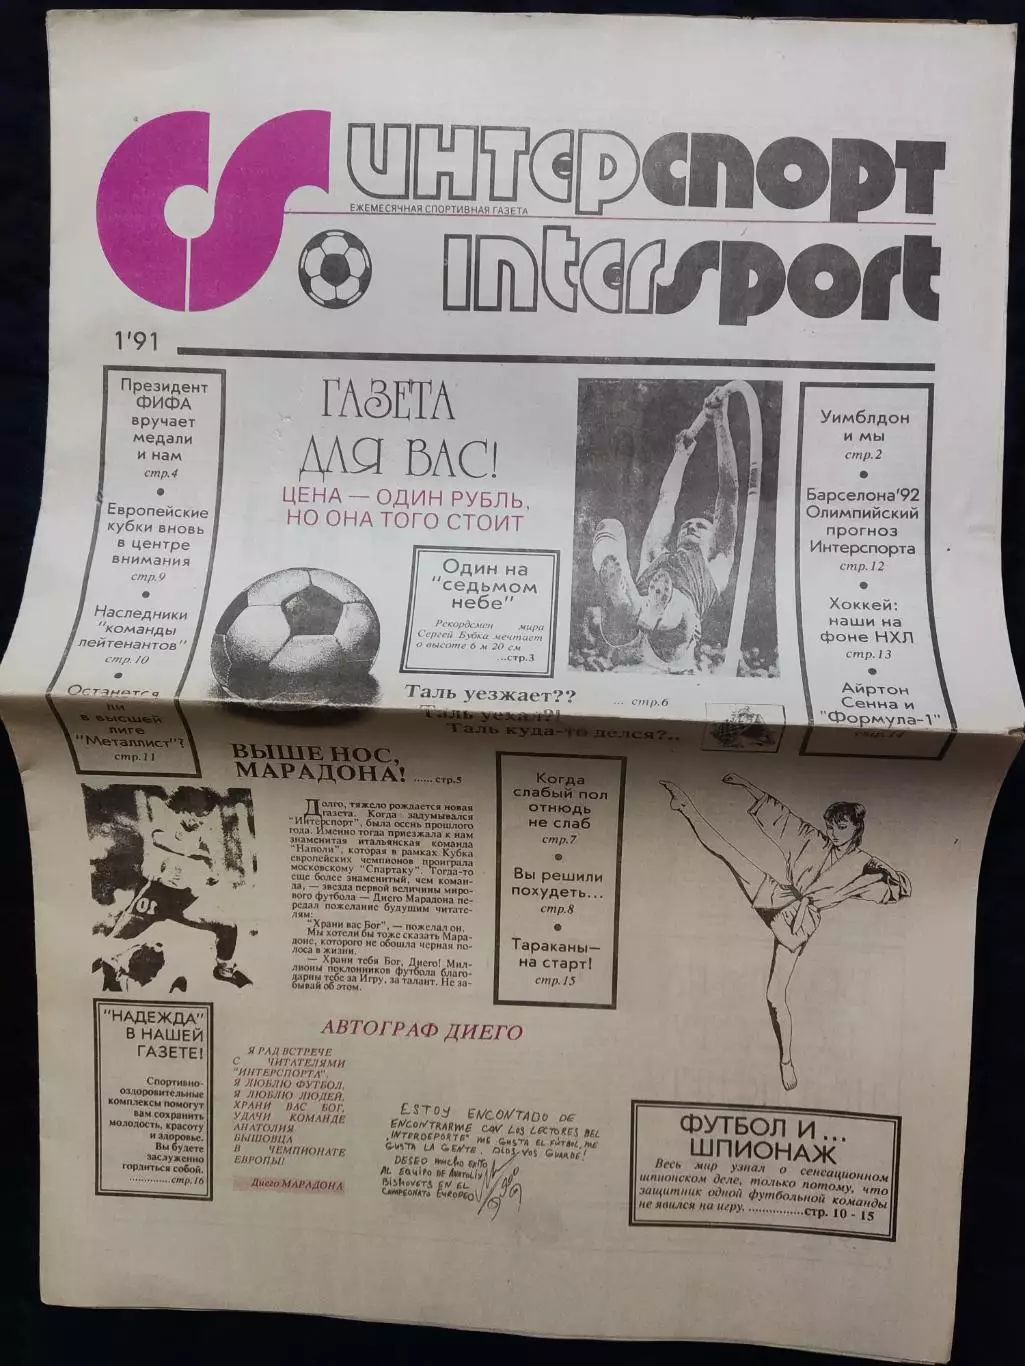 ИНТЕРСПОРТ
ЕЖЕМЕСЯЧНАЯ СПОРТИВНАЯ ГАЗЕТА
intersport
1'91
Президент
ФИФА
вручает
медали
и нам
стр.4
Европейские
кубки вновь
в центре
внимания
стр.9
Наследники
"команды
лейтенантов"
стр.10
Останется
ли
в высшей
лиге
"Металлист"?
стр.11
ГАЗЕТА
ДЛЯ ВАС!
ЦЕНА — ОДИН РУБЛЬ,
НО ОНА ТОГО СТОИТ
Один на
"седьмом
небе"
Рекордсмен мира
Сергей Бубка мечтает
о высоте 6 м 20 см
...стр.3
Уимблдон
и мы
стр.2
Барселона'92
Олимпийский
прогноз
Интерспорта
стр.12
Хоккей:
наши на
фоне НХЛ
стр.13
Айртон
Сенна и
"Формула-1"
стр.14
Таль уезжает??
... стр.6
Таль уехал?!
Таль куда-то делся?..
ВЫШЕ НОС,
МАРАДОНА! ...... стр.5
Долго, тяжело рождается новая
газета. Когда задумывался
"Интерспорт", была осень прошлого
года. Именно тогда приезжала к нам
знаменитая итальянская команда
"Наполи", которая в рамках Кубка
европейских чемпионов проиграла
московскому "Спартаку". Тогда-то
еще более знаменитый, чем коман-
да, — звезда первой величины миро-
вого футбола — Диего Марадона пе-
редал пожелание будущим читате-
лям:
"Храни вас Бог", — пожелал он.
Мы хотели бы тоже сказать Мара-
доне, которого не обошла черная по-
лоса в жизни.
— Храни тебя Бог, Диего! Мил-
лионы поклонников футбола благо-
дарны тебе за Игру, за талант. Не за-
бывай об этом.
Когда
слабый пол
отнюдь
не слаб
стр.7
Вы решили
похудеть...
стр.8
Тараканы—
на старт!
стр.15
10
"НАДЕЖДА"
В НАШЕЙ
ГАЗЕТЕ!
Спортивно-
оздоровительные
комплексы помогут
вам сохранить
молодость, красоту
и здоровье.
Вы будете
заслуженно
гордиться собой.
..............стр.16
АВТОГРАФ ДИЕГО
Я РАД ВСТРЕЧЕ
С ЧИТАТЕЛЯМИ
"ИНТЕРСПОРТА".
Я ЛЮБЛЮ ФУТБОЛ,
Я ЛЮБЛЮ ЛЮДЕЙ.
ХРАНИ ВАС БОГ.
УДАЧИ КОМАНДЕ
АНАТОЛИЯ
БЫШОВЦА
В ЧЕМПИОНАТЕ
ЕВРОПЫ!
Диего МАРАДОНА
ESTOY ENCONTADO DE
ENCONTRARME CON LOS LECTORES DEL
"INTERDEPORTE" ME GUSTA EL FÚTBOL, ME
GUSTA LA GENTE. DIOS VOS GUARDE!
DESEO MUCHO EXITO
AL EQUIPO DE ANATOLIY
BISHOVETS EN EL
CAMPEONATO EUROPEO
ФУТБОЛ И ...
ШПИОНАЖ
Весь мир узнал о сенсационном
шпионском деле, только потому, что
защитник одной футбольной команды
не явился на игру. ...............стр. 10 - 15